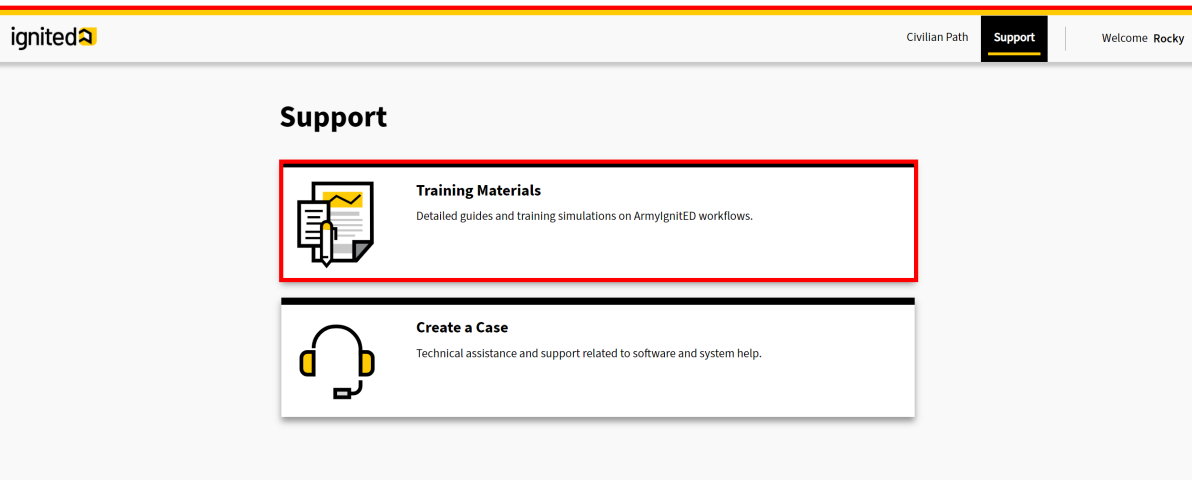 ignited
Civilian Path
Support
Welcome Rocky
Support
Training Materials
Detailed guides and training simulations on ArmyIgnitED workflows.
Create a Case
Technical assistance and support related to software and system help.